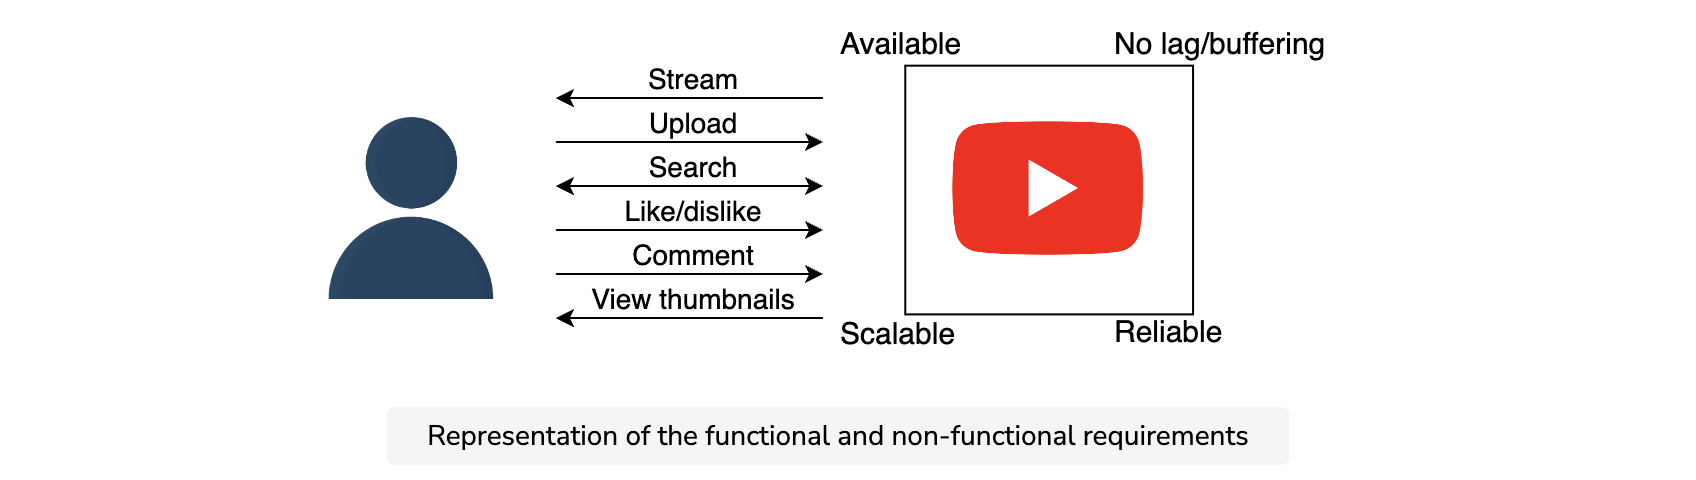 Available
No lag/buffering
Stream
Upload
Search
Like/dislike
Comment
View thumbnails
Scalable
Reliable
Representation of the functional and non-functional requirements